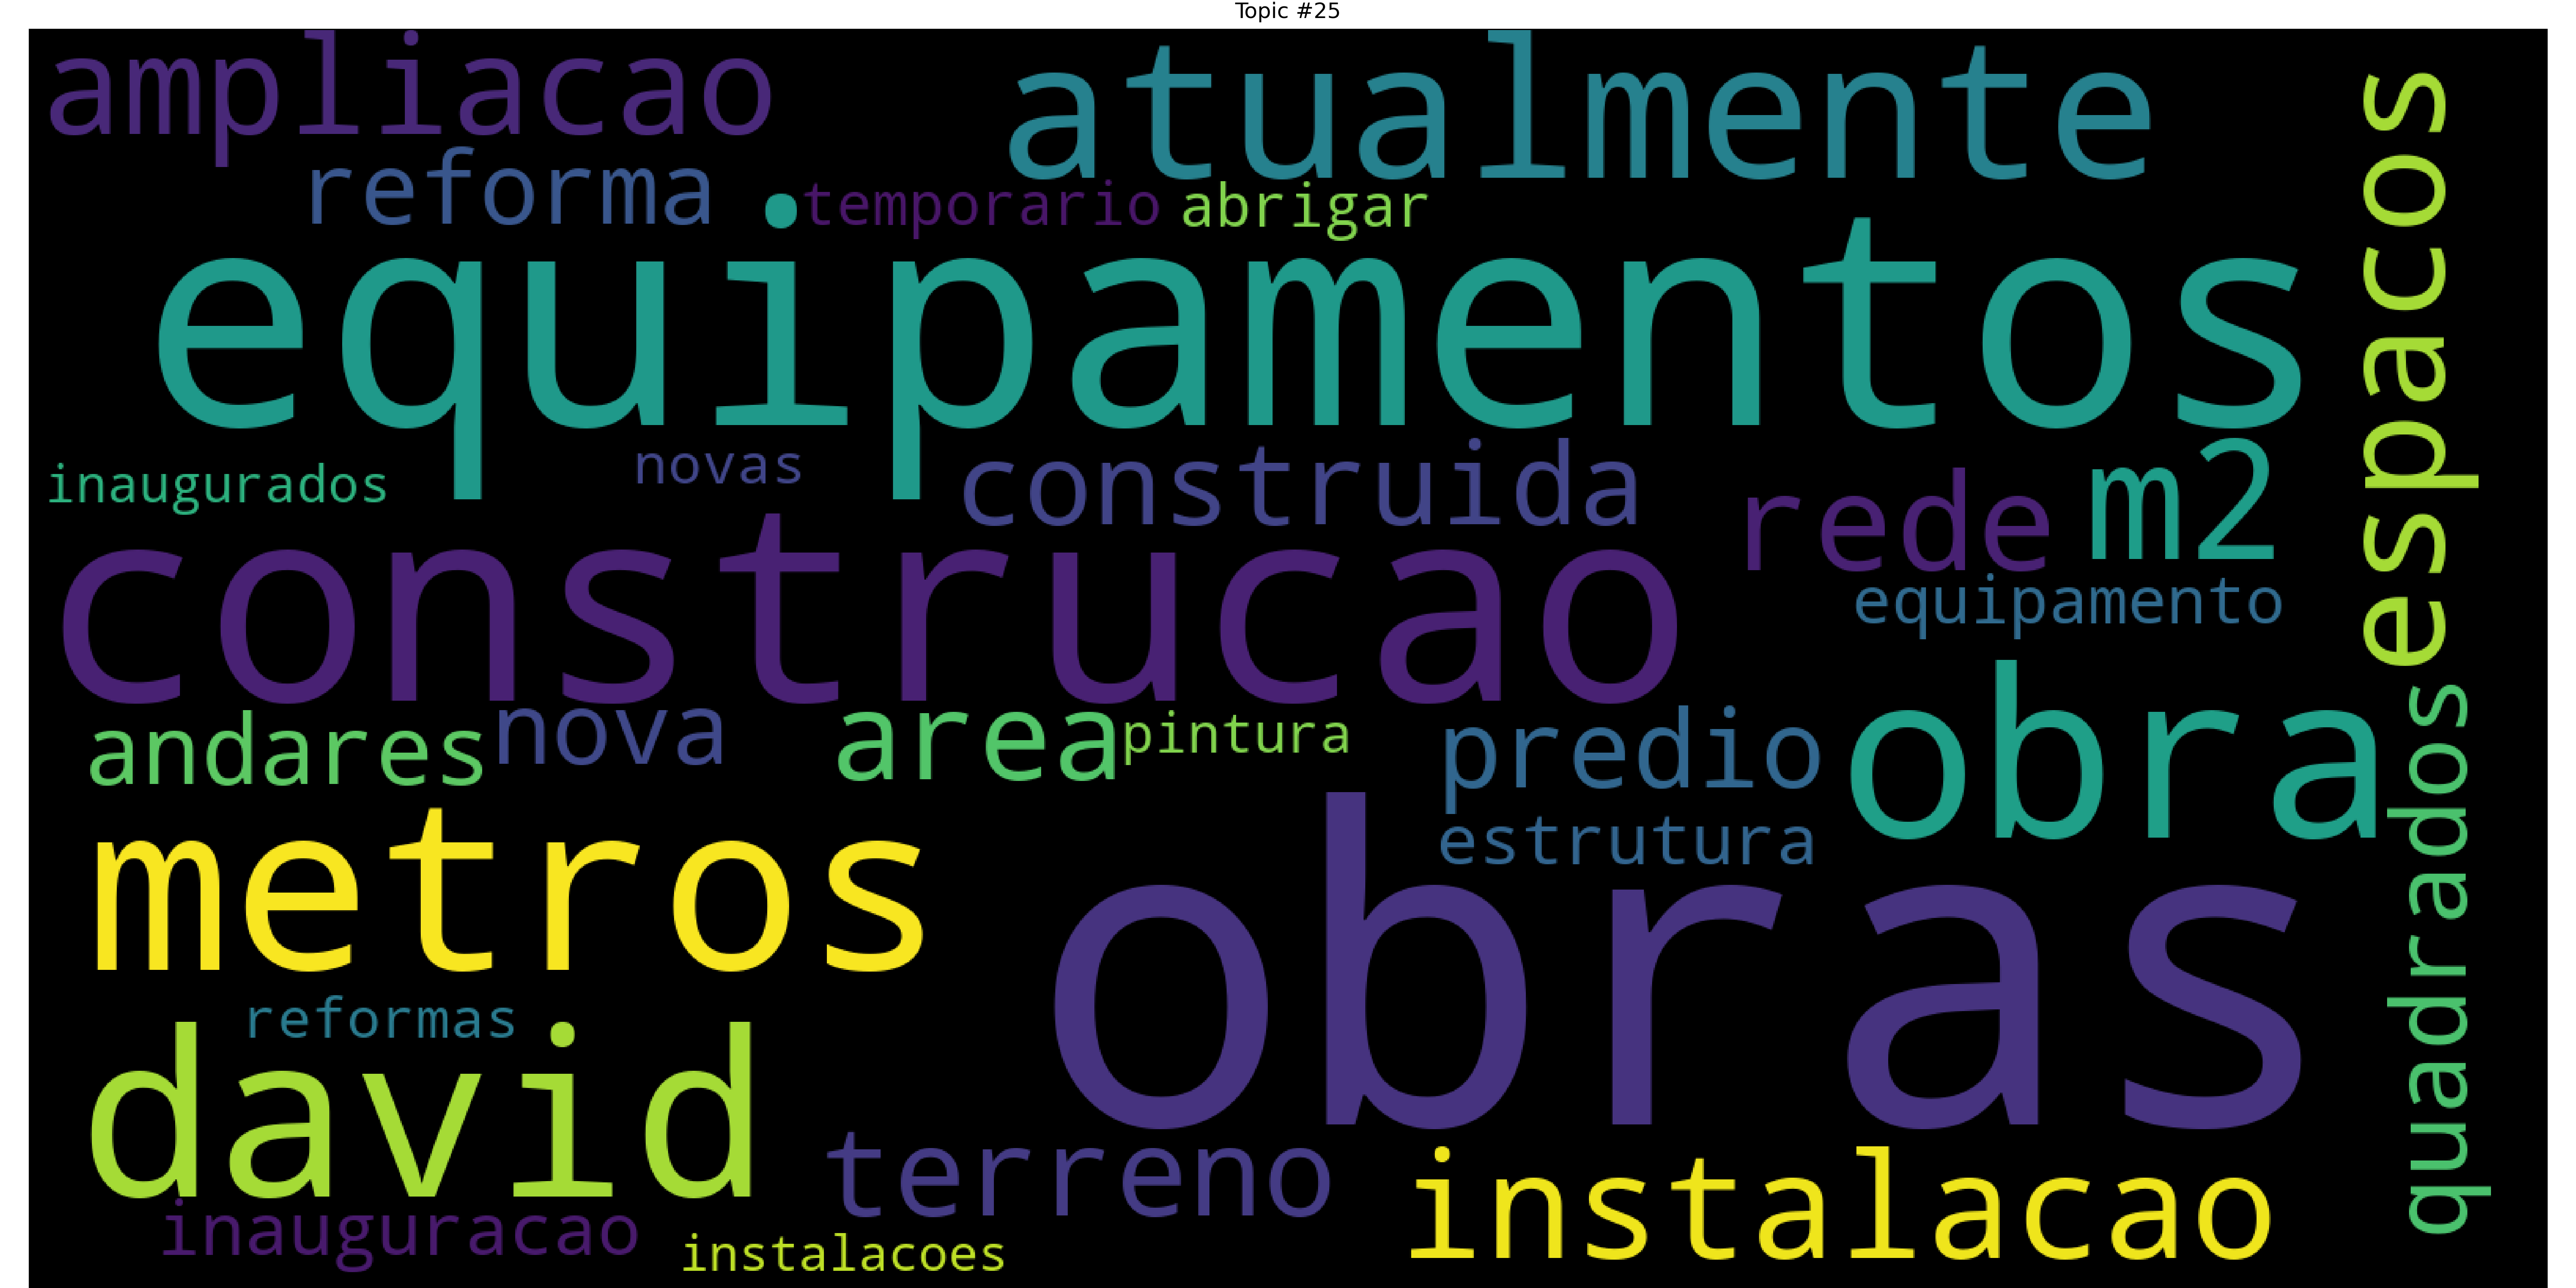 Topic #25
ampliacao
atualmente
espacos
reforma
temporario
abrigar
equipamentos
inaugurados
novas
construida
rede
m2
construcao
equipamento
andares
nova
area
pintura
predio
obra
quadrados
estrutura
metros
obras
reformas
david
terreno
instalacao
inauguracao
instalacoes